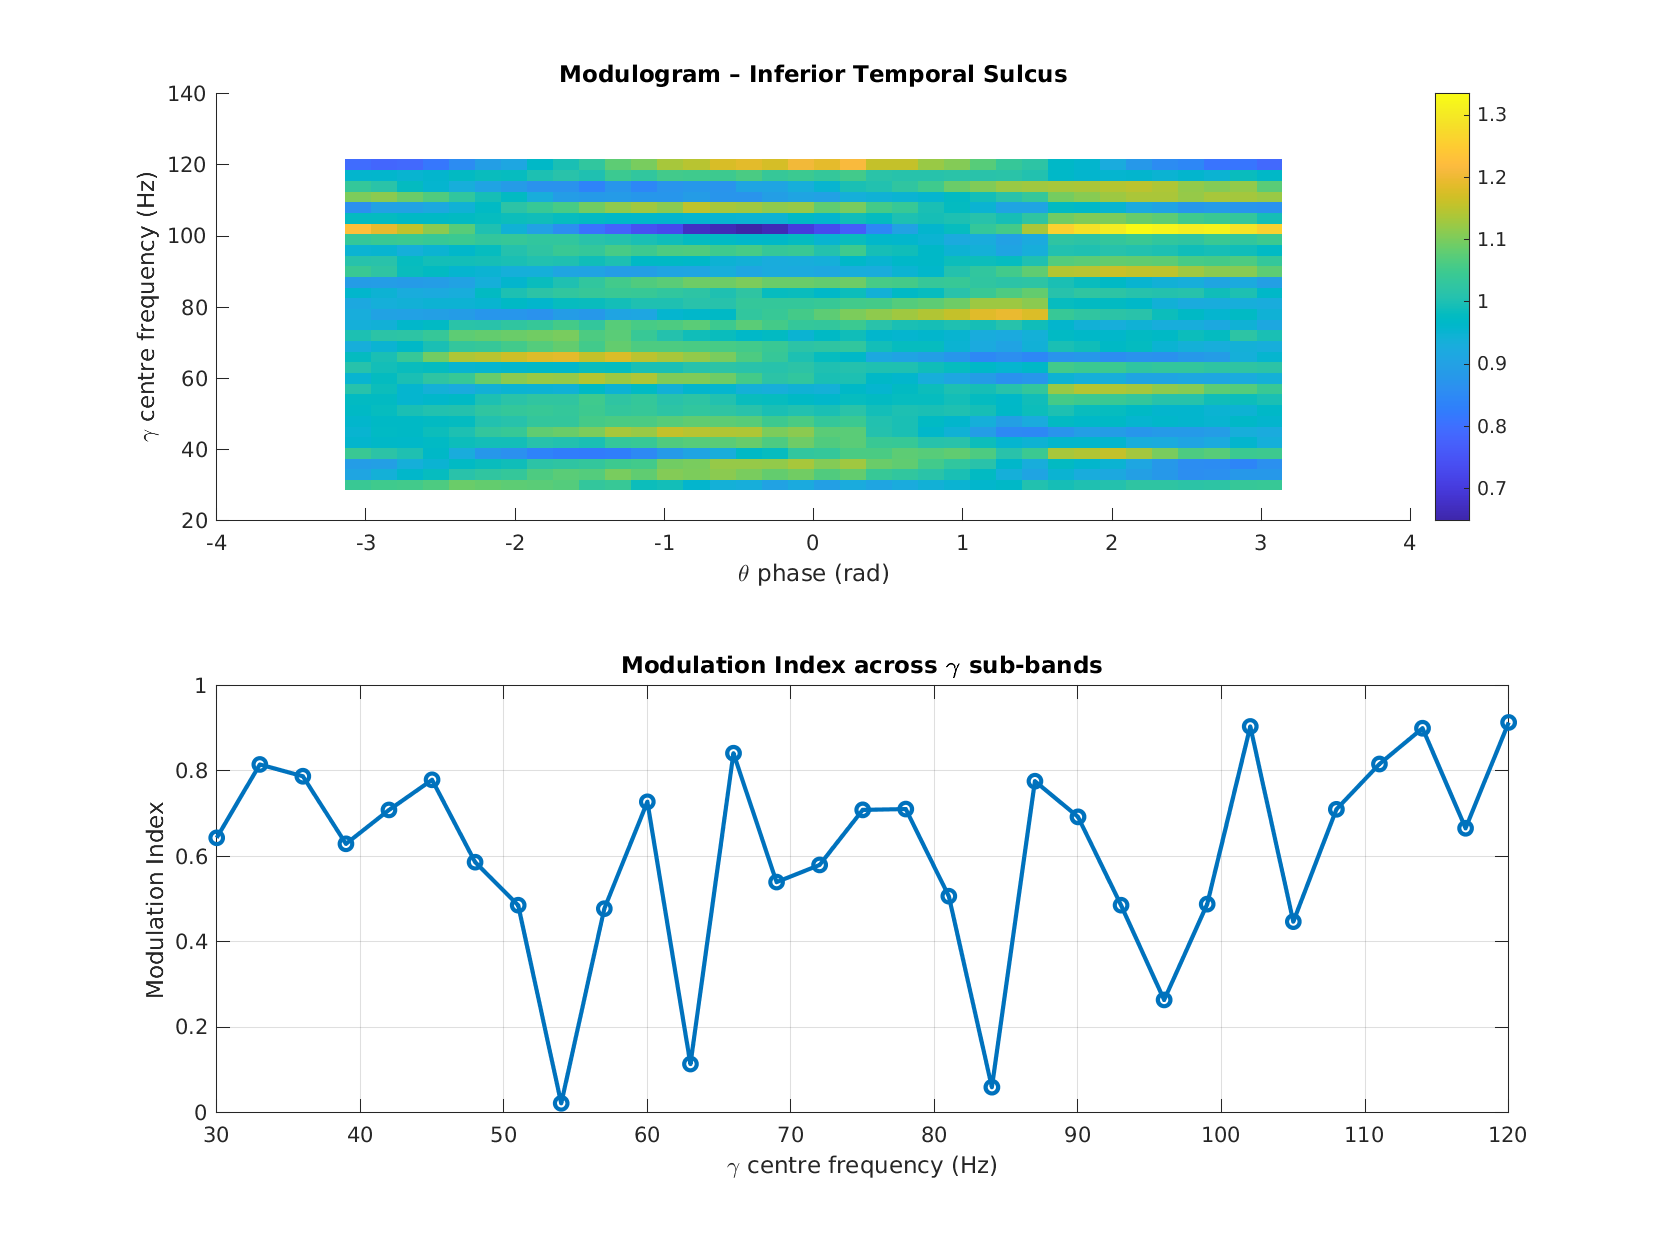 Modulogram – Inferior Temporal Sulcus
γ centre frequency (Hz)
140
120
100
80
60
40
20
-4 -3 -2 -1 0 1 2 3 4
θ phase (rad)
1.3
1.2
1.1
1
0.9
0.8
0.7
Modulation Index across γ sub-bands
Modulation Index
1
0.8
0.6
0.4
0.2
0
30 40 50 60 70 80 90 100 110 120
γ centre frequency (Hz)